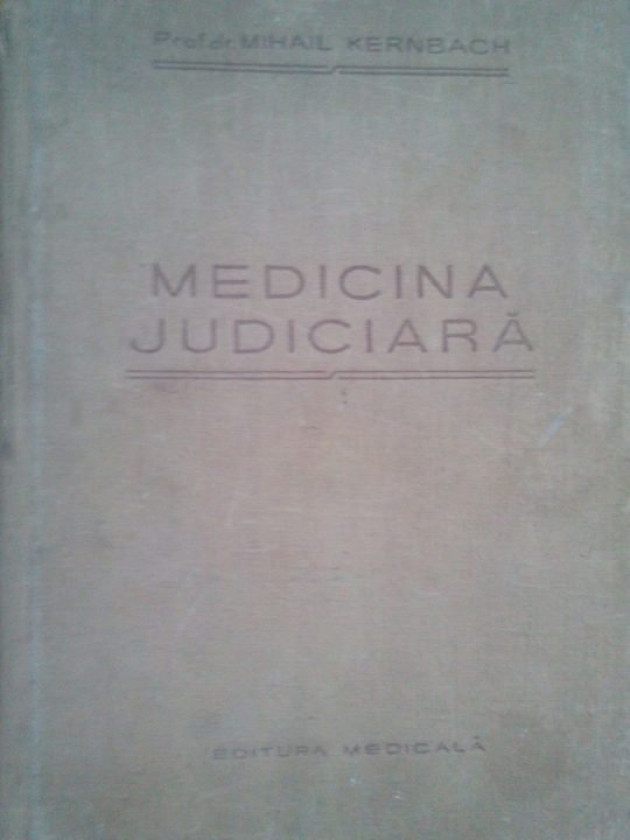 Prof. dr. MIHAIL KERNBACH
MEDICINA
JUDICIARĂ
EDITURA MEDICALĂ